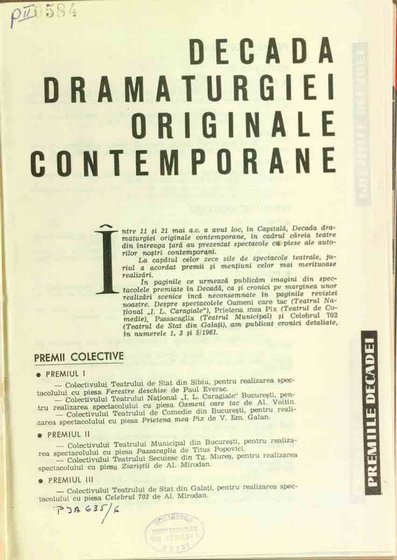 PII 6584
DECADA
DRAMATURGIEI
ORIGINALE
CONTEMPORANE
Între 11 și 21 mai a.c. a avut loc, în Capitală, Decada dra-
maturgiei originale contemporane, în cadrul căreia teatre
din întreaga țară au prezentat spectacole cu piese ale auto-
rilor noștri contemporani.
La capătul celor zece zile de spectacole teatrale, ju-
riul a acordat premii și mențiuni celor mai merituoase
realizări.
În paginile ce urmează publicăm imagini din spec-
tacolele premiate în Decadă, ca și cronici pe marginea unor
realizări scenice încă neconsemnate în paginile revistei
noastre. Despre spectacolele Oameni care tac (Teatrul Na-
țional „I. L. Caragiale"), Prietena mea Pix (Teatrul de Co-
medie), Passacaglia (Teatrul Municipal) și Celebrul 702
(Teatrul de Stat din Galați), am publicat cronici detaliate,
în numerele 1, 3 și 5/1961.
PREMII COLECTIVE
● PREMIUL I
— Colectivului Teatrului de Stat din Sibiu, pentru realizarea spec-
tacolului cu piesa Ferestre deschise de Paul Everac.
— Colectivului Teatrului Național „I. L. Caragiale" București, pen-
tru realizarea spectacolului cu piesa Oameni care tac de Al. Voitin.
— Colectivului Teatrului de Comedie din București, pentru reali-
zarea spectacolului cu piesa Prietena mea Pix de V. Em. Galan.
● PREMIUL II
— Colectivului Teatrului Municipal din București, pentru realiza-
rea spectacolului cu piesa Passacaglia de Titus Popovici.
— Colectivului Teatrului Secuiesc din Tg. Mureș, pentru realizarea
spectacolului cu piesa Ziariștii de Al. Mirodan.
● PREMIUL III
— Colectivului Teatrului de Stat din Galați, pentru realizarea spec-
tacolului cu piesa Celebrul 702 de Al. Mirodan.
PREMIILE DECADEI